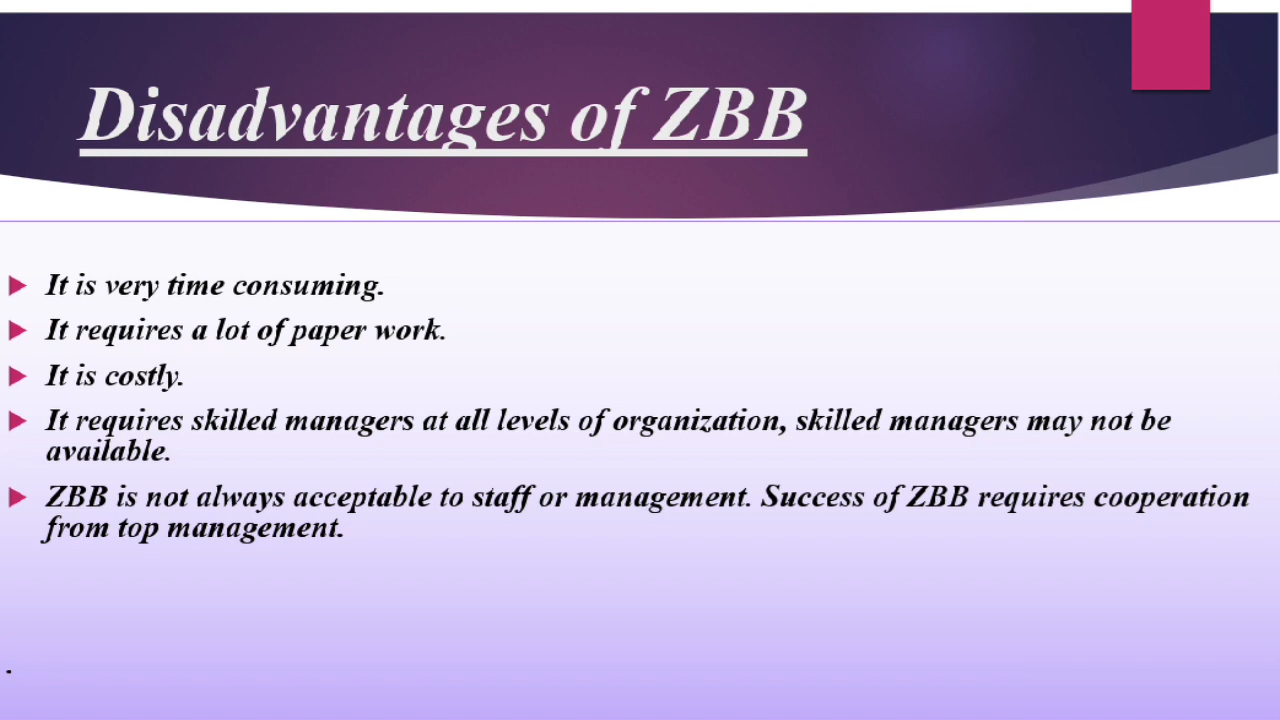 Disadvantages of ZBB
It is very time consuming.
It requires a lot of paper work.
It is costly.
It requires skilled managers at all levels of organization, skilled managers may not be
available.
ZBB is not always acceptable to staff or management. Success of ZBB requires cooperation
from top management.
.